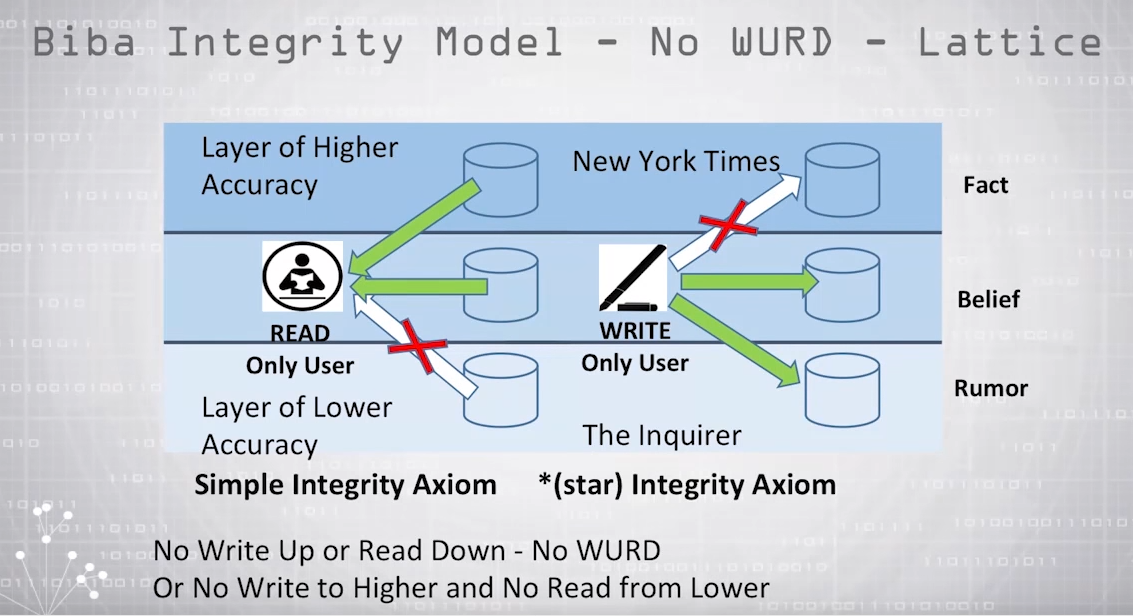 Biba Integrity Model - No WURD - Lattice
Layer of Higher
Accuracy
New York Times
Fact
READ
Only User
WRITE
Only User
Belief
Layer of Lower
Accuracy
The Inquirer
Rumor
Simple Integrity Axiom
*(star) Integrity Axiom
No Write Up or Read Down - No WURD
Or No Write to Higher and No Read from Lower